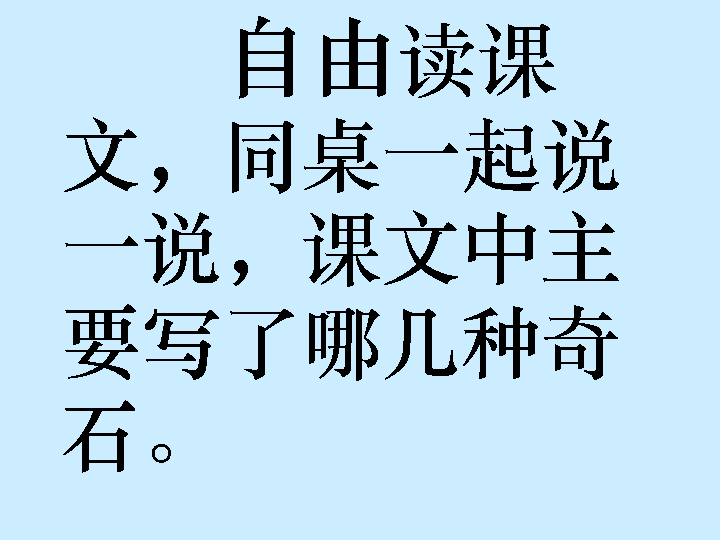 自由读课
文，同桌一起说
一说，课文中主
要写了哪几种奇
石。